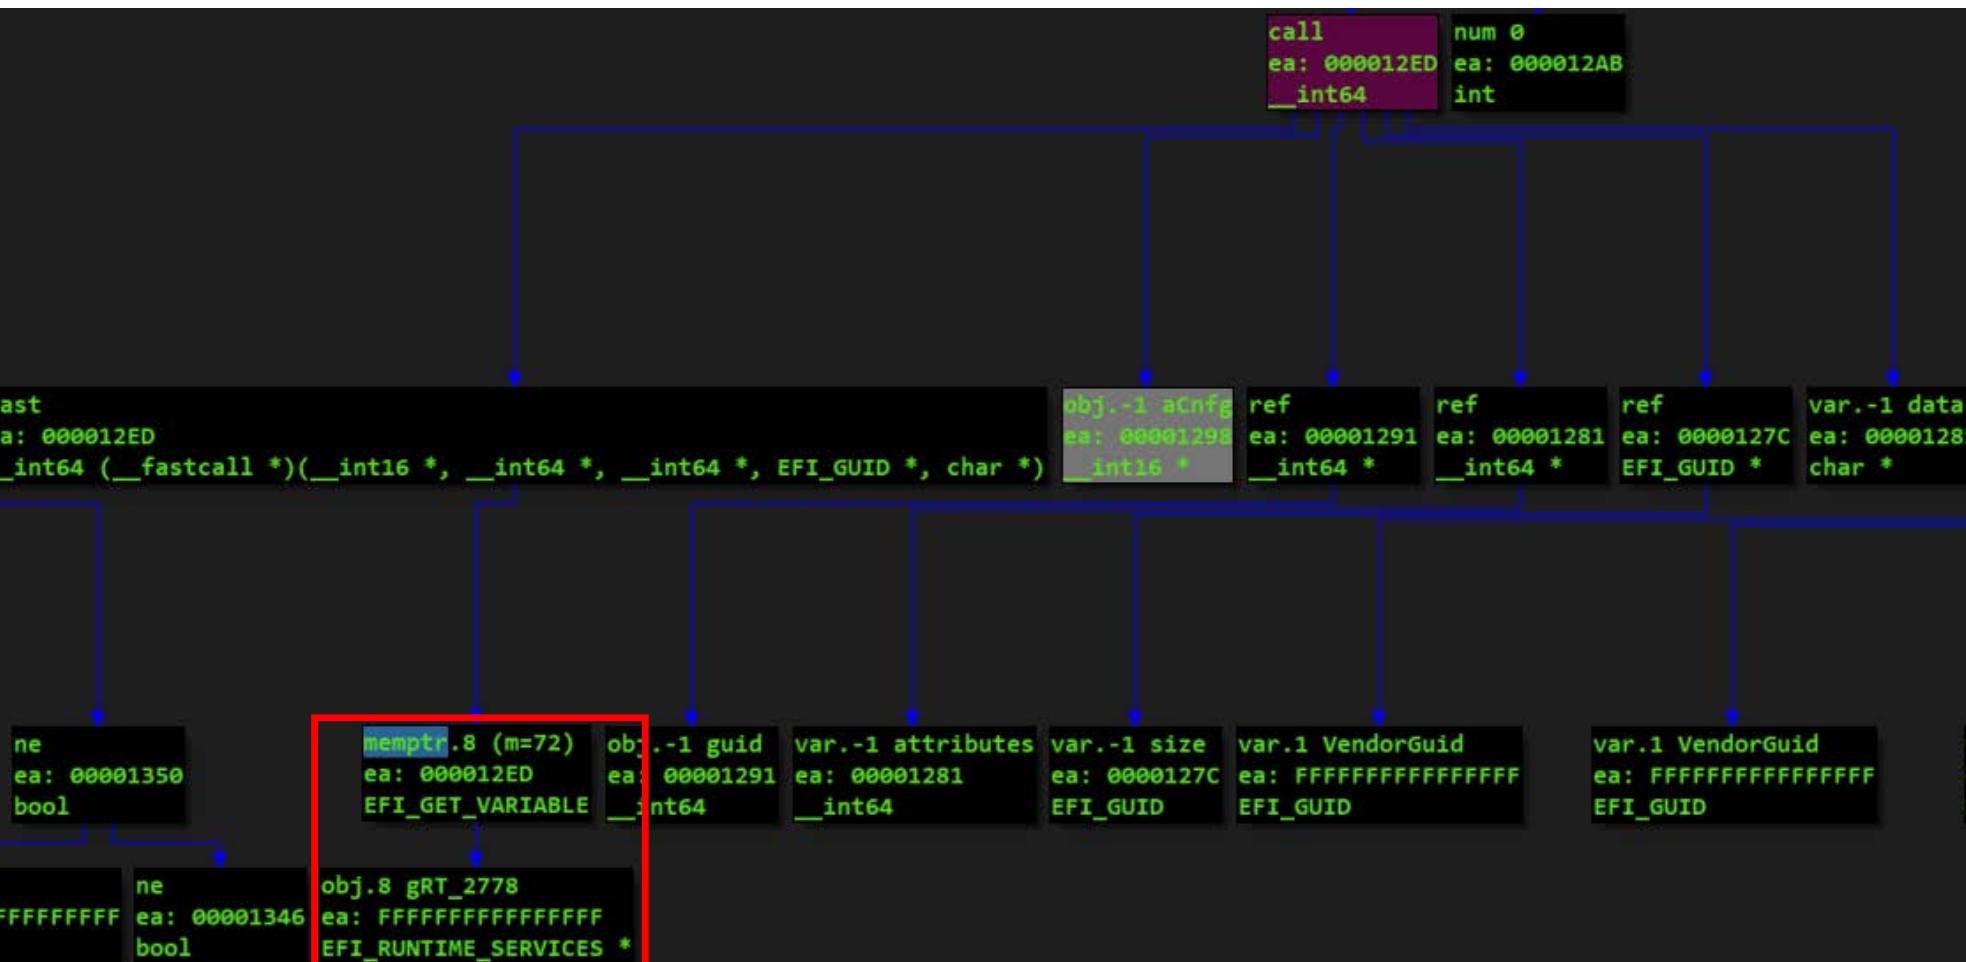 call
ea: 000012ED
__int64
num 0
ea: 000012AB
int
ast
a: 000012ED
_int64 (__fastcall *)(__int16 *, __int64 *, __int64 *, EFI_GUID *, char *)
obj.-1 aCnfg
ea: 00001298
__int16 *
ref
ea: 00001291
__int64 *
ref
ea: 00001281
__int64 *
ref
ea: 0000127C
EFI_GUID *
var.-1 data
ea: 0000128
char *
ne
ea: 00001350
bool
memptr.8 (m=72)
ea: 000012ED
EFI_GET_VARIABLE
obj.-1 guid
ea: 00001291
__int64
var.-1 attributes
ea: 00001281
__int64
var.-1 size
ea: 0000127C
EFI_GUID
var.1 VendorGuid
ea: FFFFFFFFFFFFFFFF
EFI_GUID
var.1 VendorGuid
ea: FFFFFFFFFFFFFFFF
EFI_GUID
FFFFFFFFF
ne
ea: 00001346
bool
obj.8 gRT_2778
ea: FFFFFFFFFFFFFFFF
EFI_RUNTIME_SERVICES *